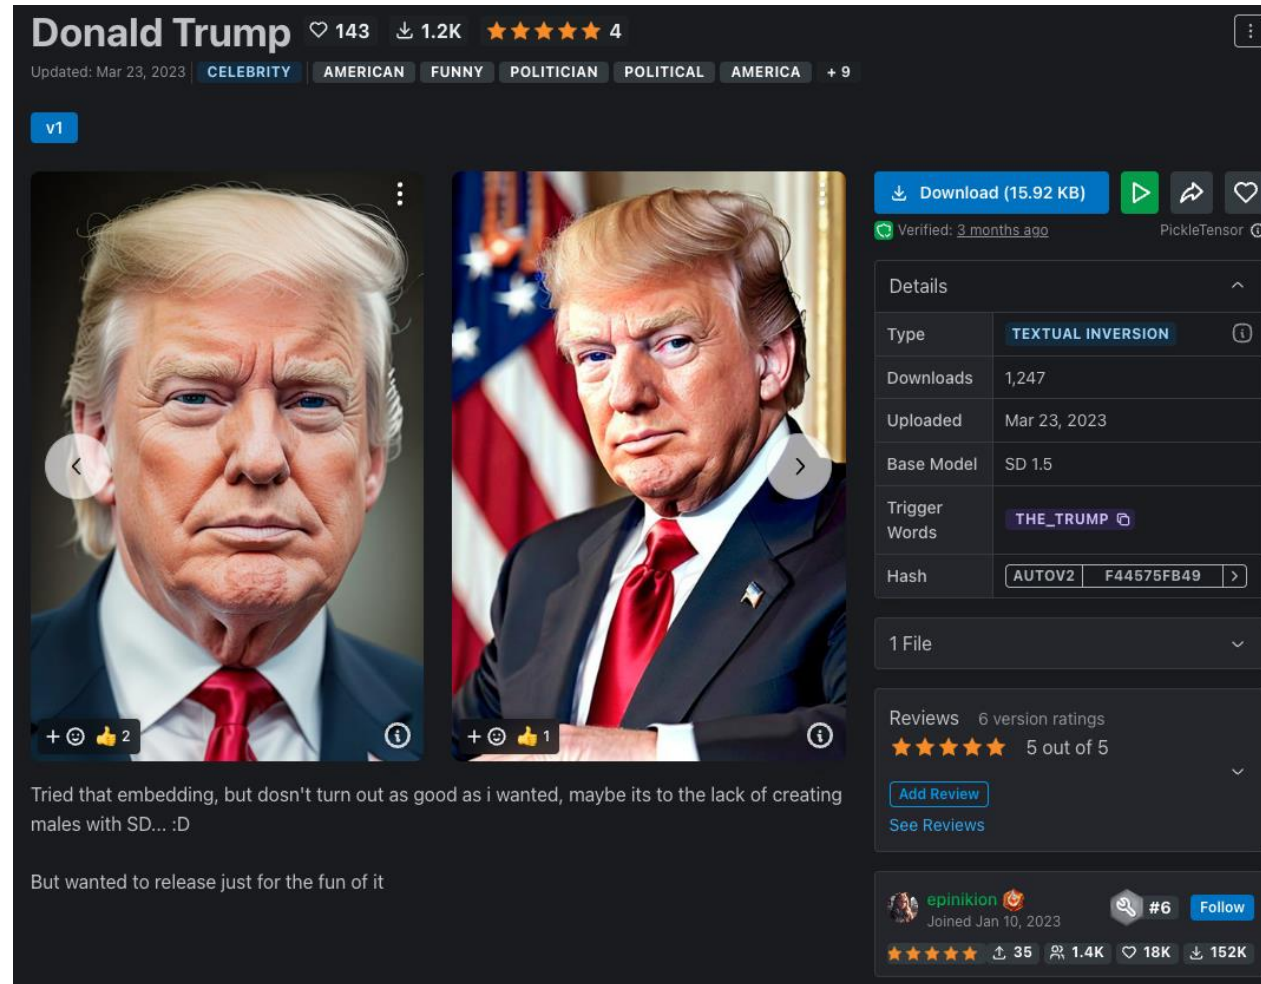 Donald Trump 143 1.2K 4
Updated: Mar 23, 2023 CELEBRITY AMERICAN FUNNY POLITICIAN POLITICAL AMERICA + 9
v1
2
1
Tried that embedding, but dosn't turn out as good as i wanted, maybe its to the lack of creating
males with SD... :D
But wanted to release just for the fun of it
Download (15.92 KB)
Verified: 3 months ago PickleTensor
Details
Type TEXTUAL INVERSION
Downloads 1,247
Uploaded Mar 23, 2023
Base Model SD 1.5
Trigger
Words THE_TRUMP
Hash AUTOV2 F44575FB49
1 File
Reviews 6 version ratings
5 out of 5
Add Review
See Reviews
epinikion #6 Follow
Joined Jan 10, 2023
35 1.4K 18K 152K